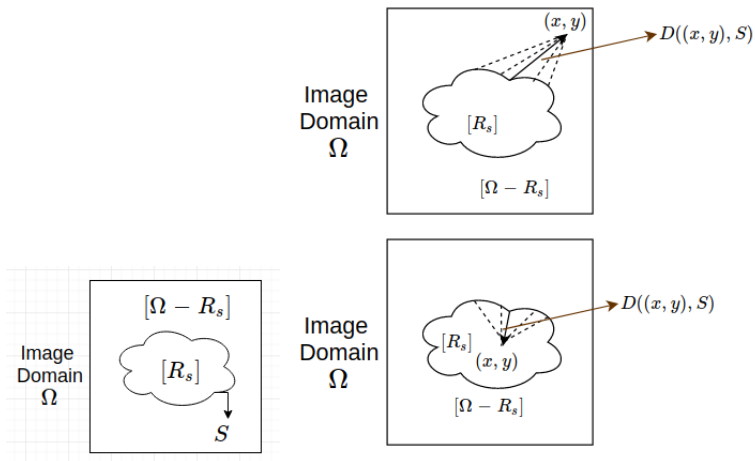 (x, y)
D((x, y), S)
Image
Domain
Ω
[R_s]
[Ω − R_s]
[Ω − R_s]
Image
Domain
Ω
[R_s]
S
Image
Domain
Ω
D((x, y), S)
[R_s]
(x, y)
[Ω − R_s]